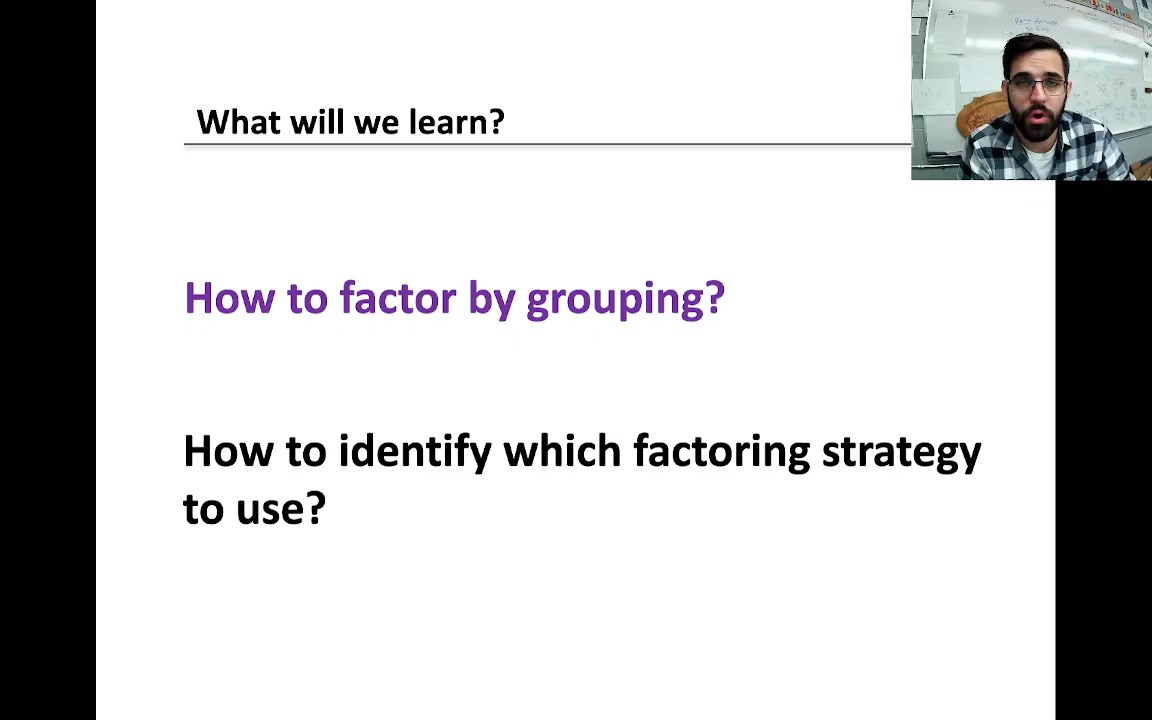 What will we learn?
How to factor by grouping?
How to identify which factoring strategy
to use?